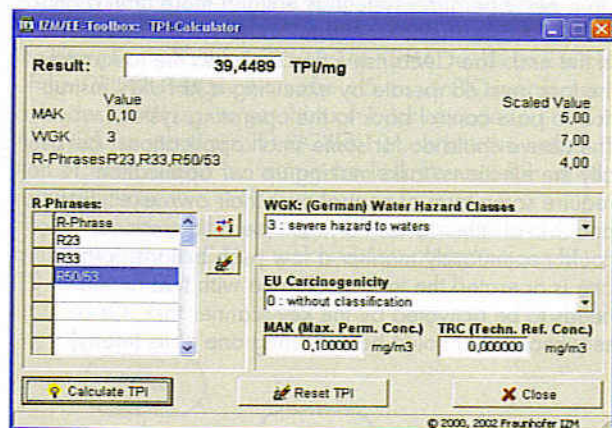 IZM/EE-Toolbox: TPI-Calculator
Result: 39,4489 TPI/mg
Value Scaled Value
MAK 0,10 5,00
WGK 3 7,00
R-Phrases R23,R33,R50/53 4,00
R-Phrases:
R-Phrase
R23
R33
R50/53
WGK: (German) Water Hazard Classes
3 : severe hazard to waters
EU Carcinogenicity
0 : without classification
MAK (Max. Perm. Conc.) TRC (Techn. Ref. Conc.)
0,100000 mg/m3 0,000000 mg/m3
Calculate TPI Reset TPI Close
© 2000, 2002 Fraunhofer IZM